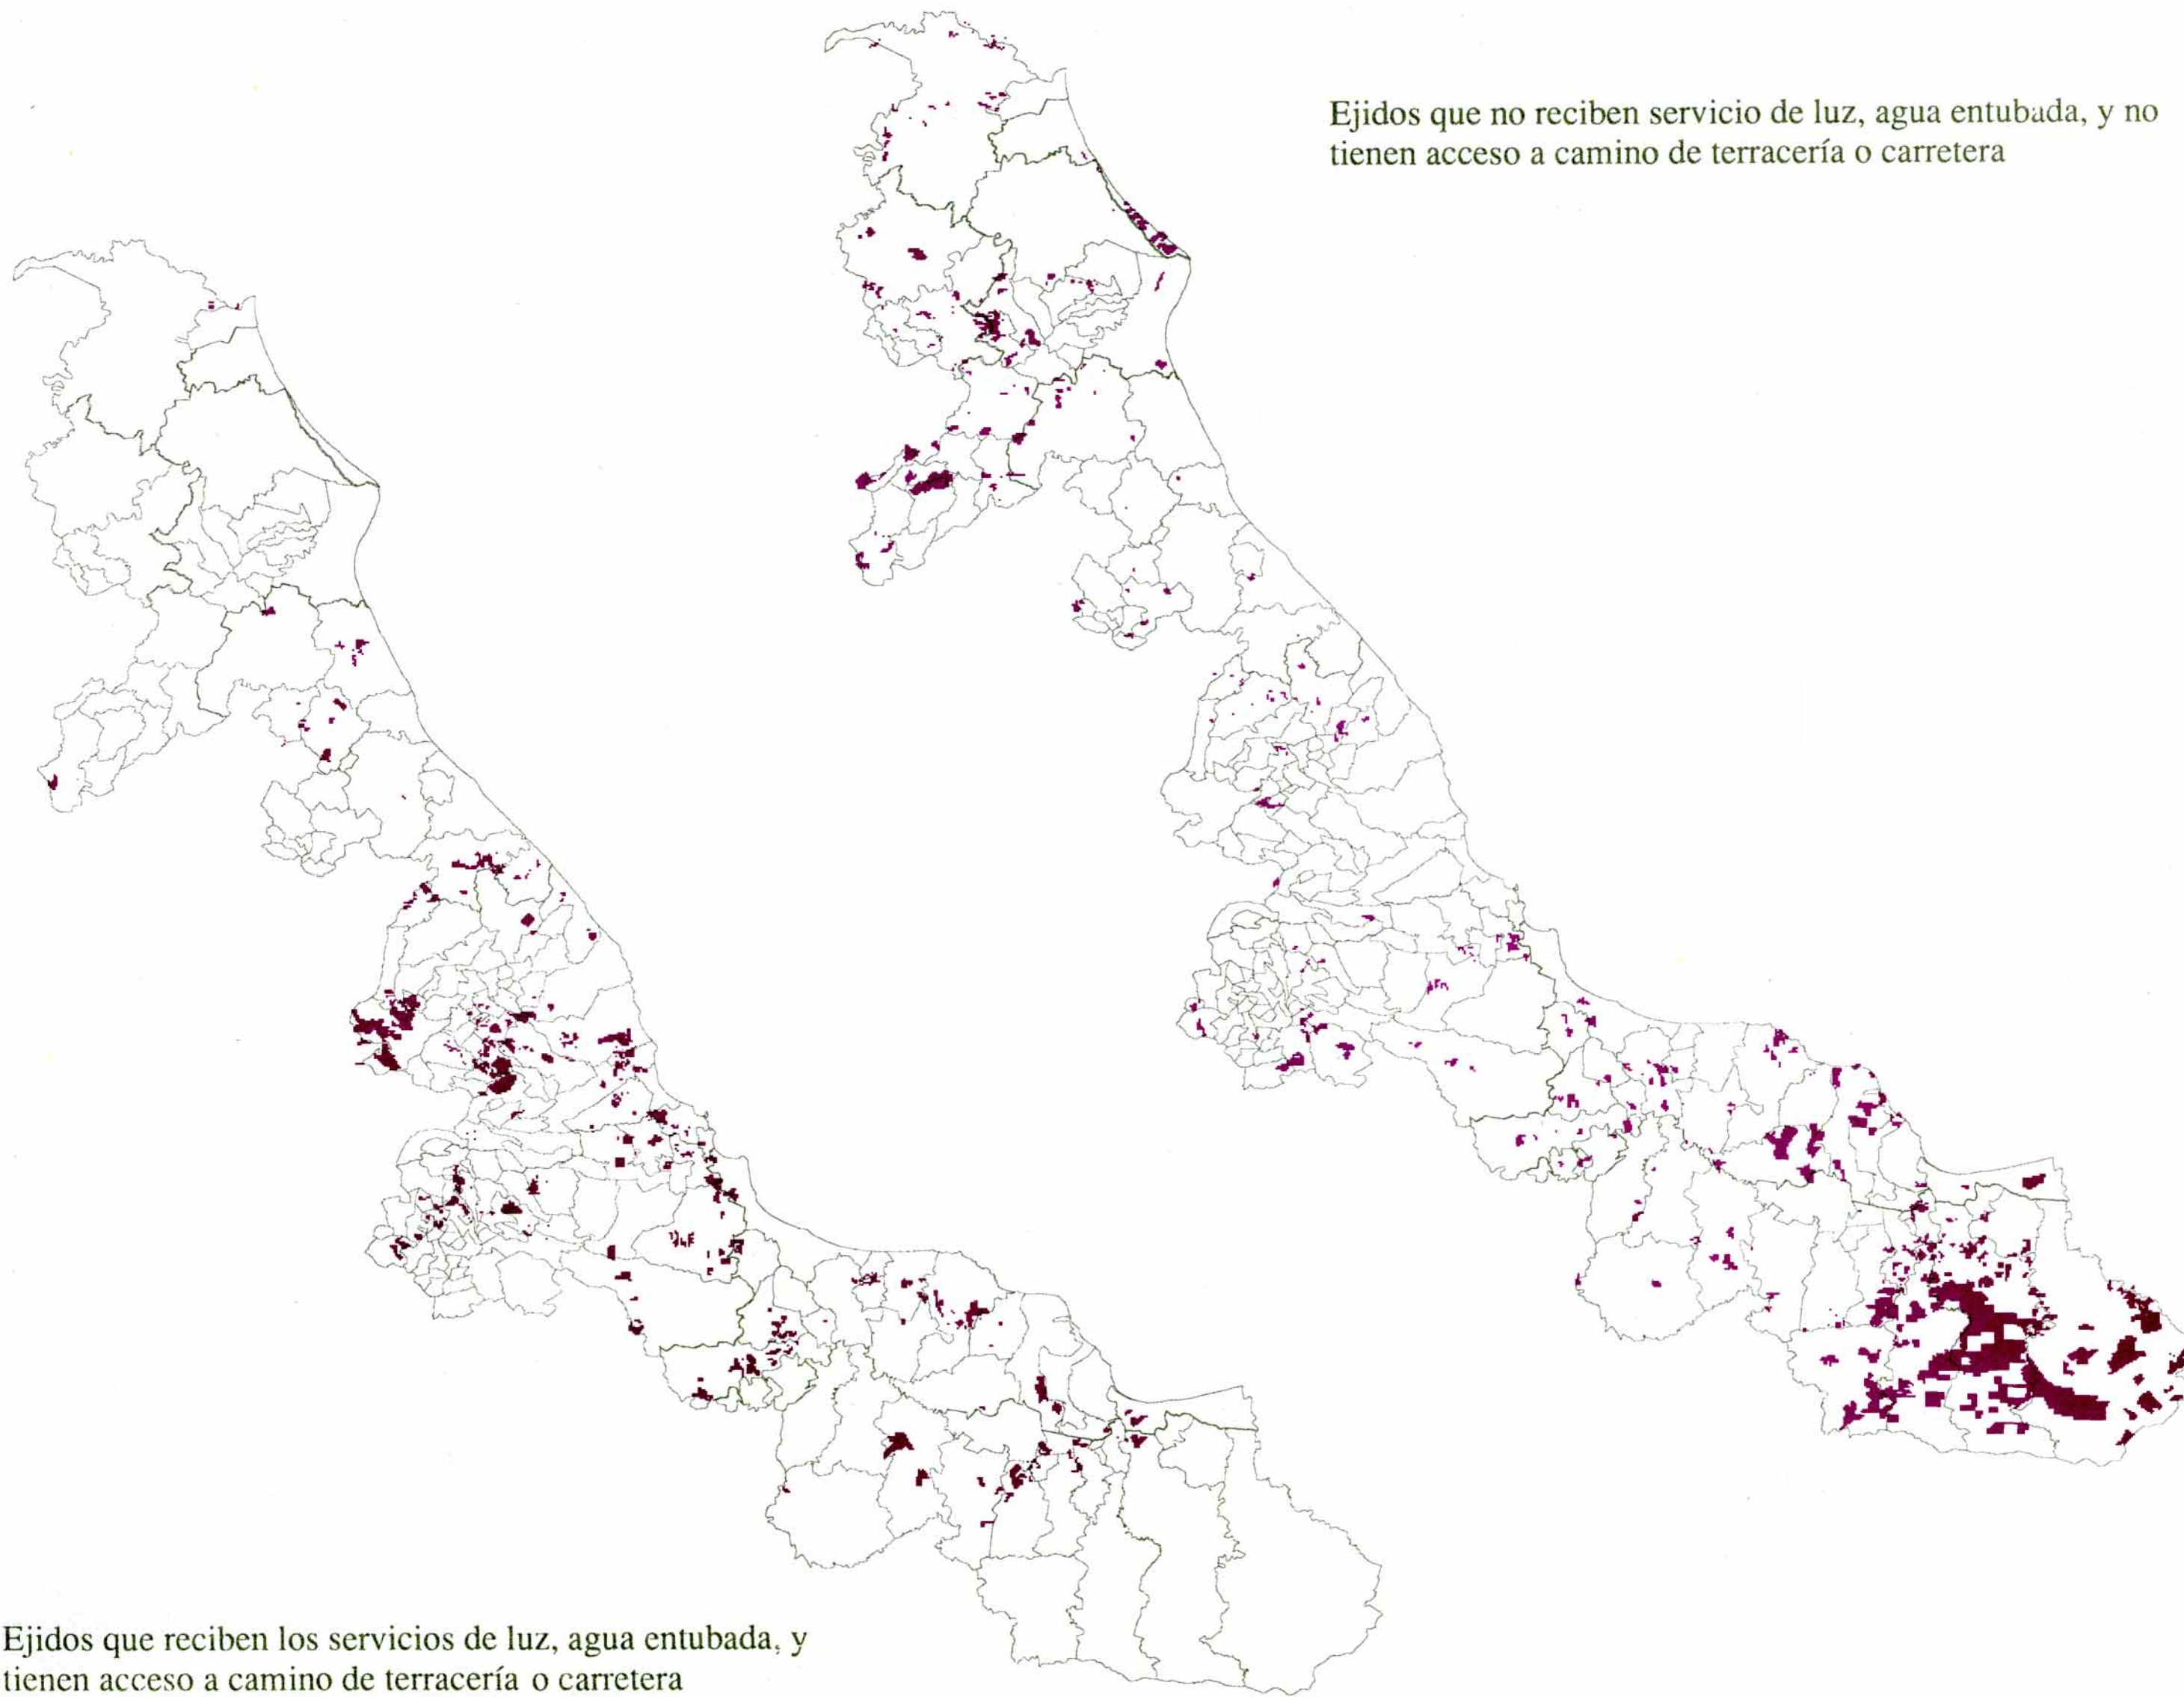 Ejidos que no reciben servicio de luz, agua entubada, y no
tienen acceso a camino de terracería o carretera
Ejidos que reciben los servicios de luz, agua entubada, y
tienen acceso a camino de terracería o carretera